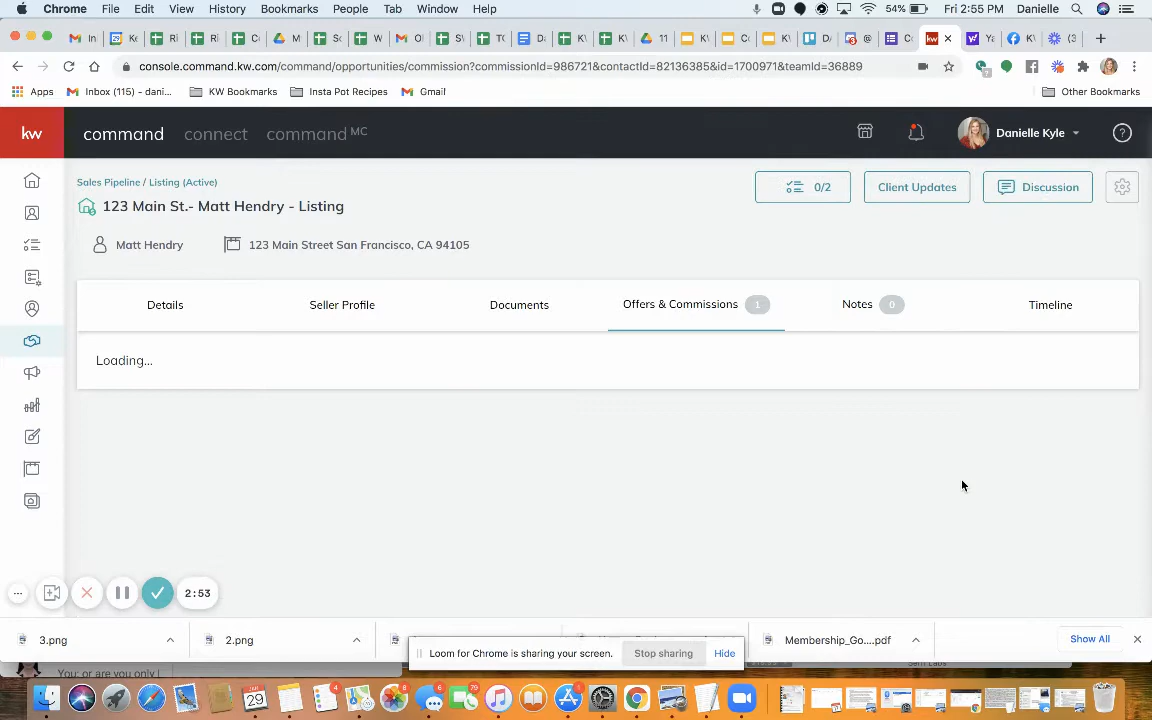 Chrome File Edit View History Bookmarks People Tab Window Help 54% Fri 2:55 PM Danielle
console.command.kw.com/command/opportunities/commission?commissionId=986721&contactId=82136385&id=1700971&teamId=36889
Apps Inbox (115) - dani... KW Bookmarks Insta Pot Recipes Gmail Other Bookmarks
kw command connect command MC Danielle Kyle
Sales Pipeline / Listing (Active)
0/2 Client Updates Discussion
123 Main St.- Matt Hendry - Listing
Matt Hendry 123 Main Street San Francisco, CA 94105
Details Seller Profile Documents Offers & Commissions 1 Notes 0 Timeline
Loading...
2:53
3.png 2.png Membership_Go....pdf Show All
Loom for Chrome is sharing your screen. Stop sharing Hide
You: or are you only l